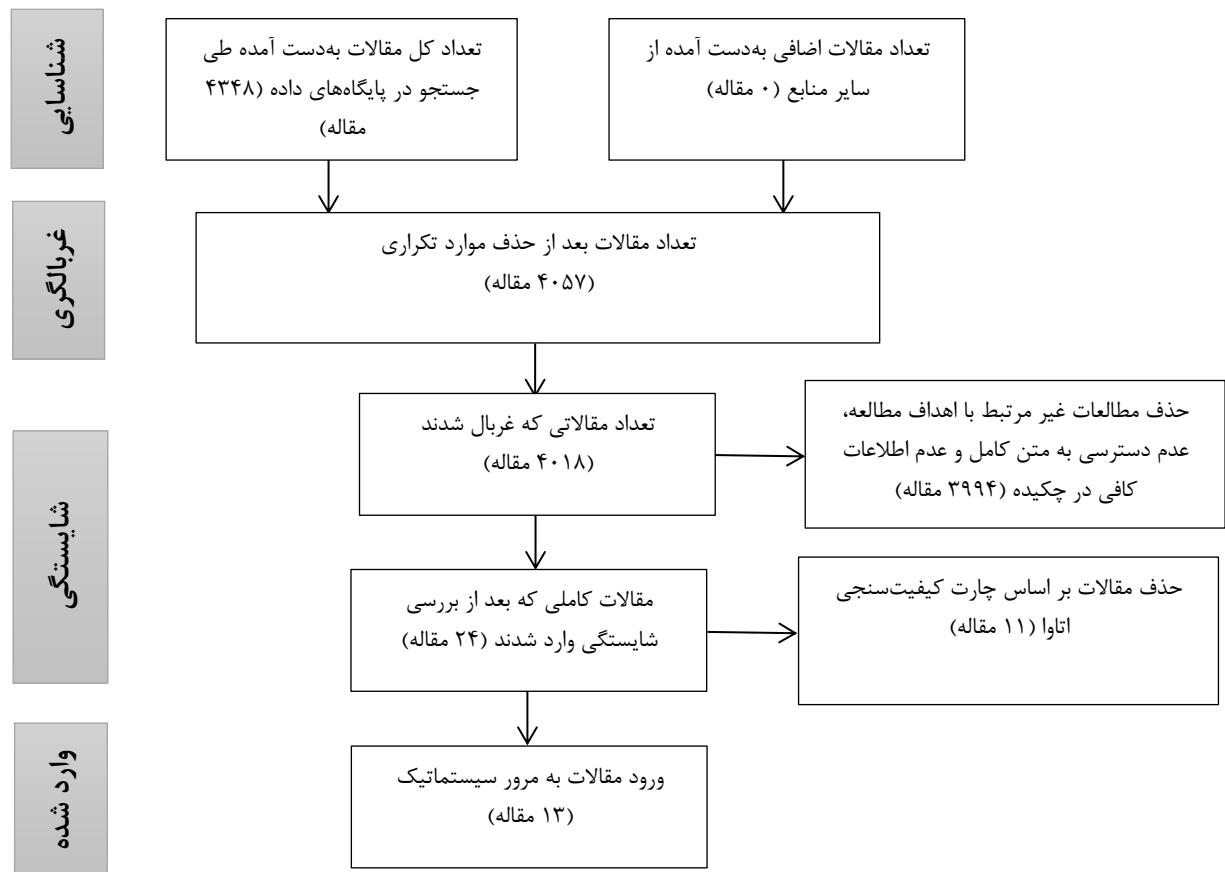 شناسایی
تعداد مقالات اضافی به‌دست آمده از
سایر منابع (۰ مقاله)
تعداد کل مقالات به‌دست آمده طی
جستجو در پایگاه‌های داده (۴۳۴۸
مقاله)
غربالگری
تعداد مقالات بعد از حذف موارد تکراری
(۴۰۵۷ مقاله)
شایستگی
تعداد مقالاتی که غربال شدند
(۴۰۱۸ مقاله)
حذف مطالعات غیر مرتبط با اهداف مطالعه،
عدم دسترسی به متن کامل و عدم اطلاعات
کافی در چکیده (۳۹۹۴ مقاله)
مقالات کاملی که بعد از بررسی
شایستگی وارد شدند (۲۴ مقاله)
حذف مقالات بر اساس چارت کیفیت‌سنجی
اتاوا (۱۱ مقاله)
وارد شده
ورود مقالات به مرور سیستماتیک
(۱۳ مقاله)